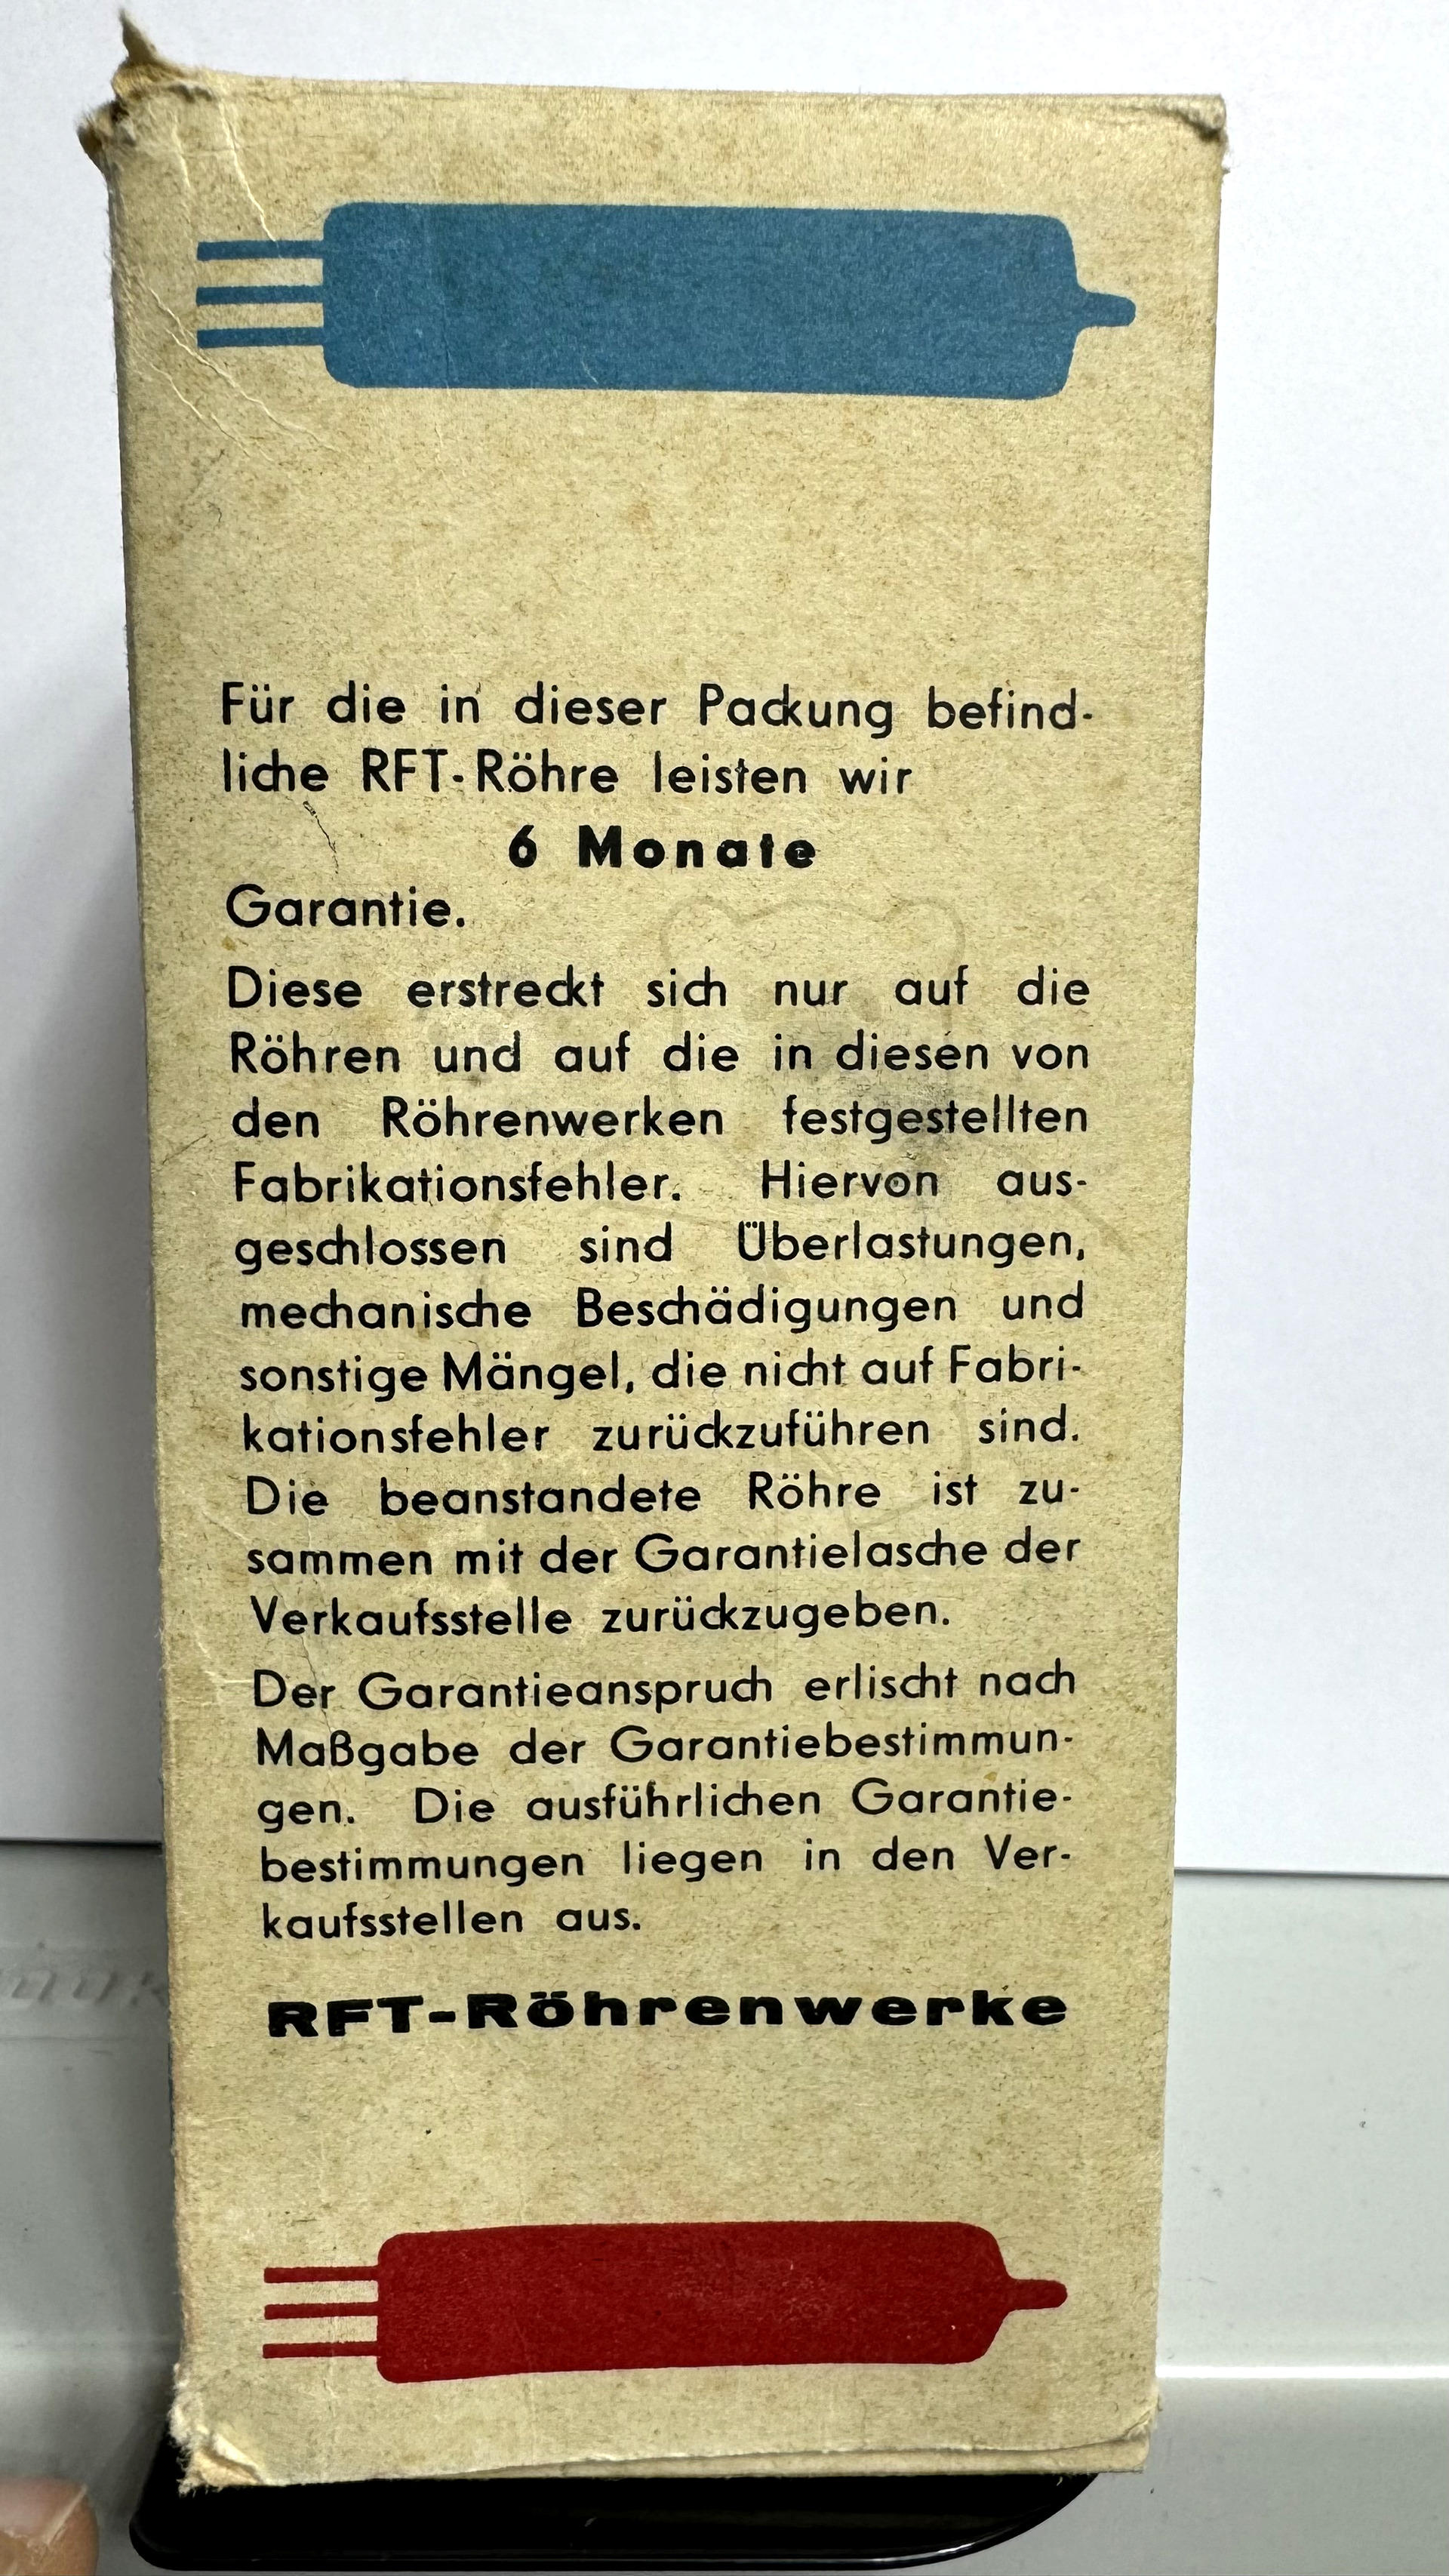 Für die in dieser Packung befind-
liche RFT-Röhre leisten wir
6 Monate
Garantie.
Diese erstreckt sich nur auf die
Röhren und auf die in diesen von
den Röhrenwerken festgestellten
Fabrikationsfehler. Hiervon aus-
geschlossen sind Überlastungen,
mechanische Beschädigungen und
sonstige Mängel, die nicht auf Fabri-
kationsfehler zurückzuführen sind.
Die beanstandete Röhre ist zu-
sammen mit der Garantielasche der
Verkaufsstelle zurückzugeben.
Der Garantieanspruch erlischt nach
Maßgabe der Garantiebestimmun-
gen. Die ausführlichen Garantie-
bestimmungen liegen in den Ver-
kaufsstellen aus.
RFT-Röhrenwerke